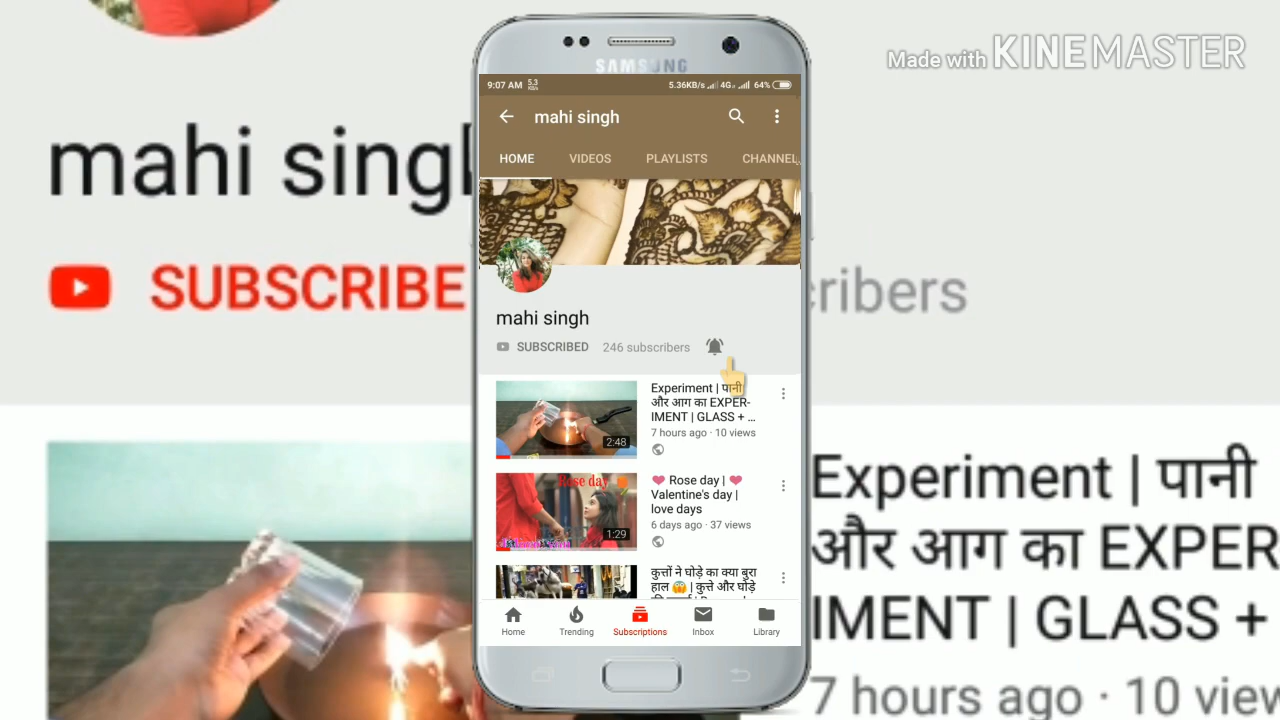 Made with KINEMASTER
SAMSUNG
9:07 AM
5.36KB/s 4G 64%
mahi singh
HOME VIDEOS PLAYLISTS CHANNEL
mahi singh
SUBSCRIBED 246 subscribers
Experiment | पानी
और आग का EXPER-
IMENT | GLASS + ...
7 hours ago · 10 views
2:48
Rose day
❤ Rose day | ❤
Valentine's day |
love days
6 days ago · 37 views
1:29
कुत्तों ने घोड़े का क्या बुरा
हाल 😱 | कुत्ते और घोड़े
Home Trending Subscriptions Inbox Library
mahi singh
SUBSCRIBE
cribers
Experiment | पानी
और आग का EXPER
IMENT | GLASS +
7 hours ago · 10 view